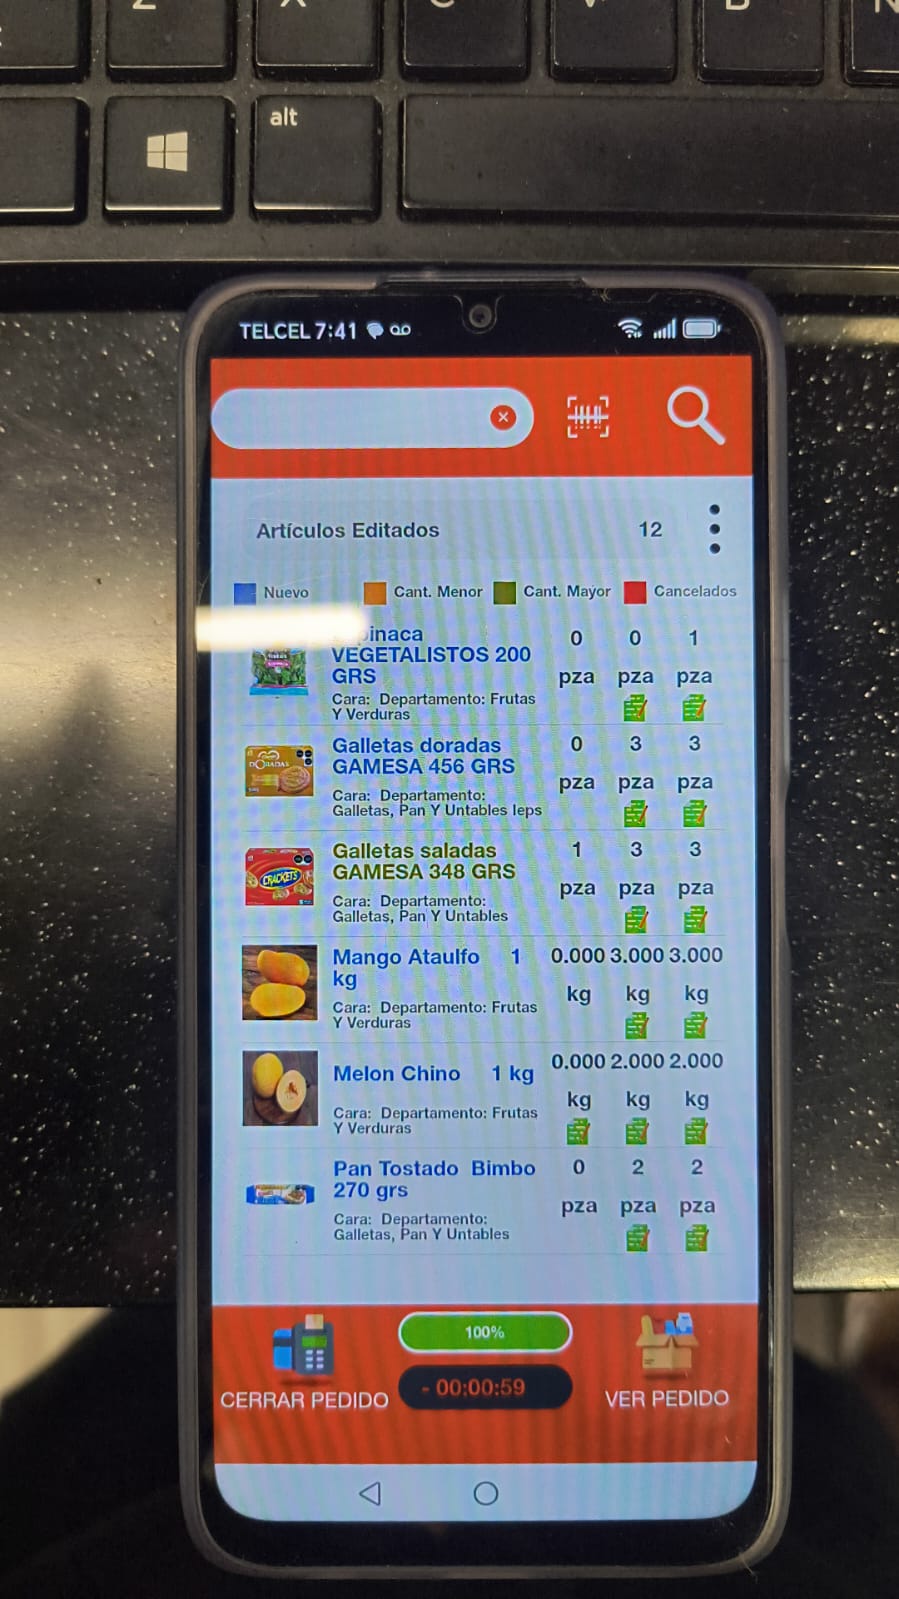 alt
TELCEL 7:41
Artículos Editados 12
Nuevo Cant. Menor Cant. Mayor Cancelados
VEGETALISTOS 200
GRS
0 0 1
pza pza pza
Cara: Departamento: Frutas
Y Verduras
Galletas doradas
GAMESA 456 GRS
0 3 3
pza pza pza
Cara: Departamento:
Galletas, Pan Y Untables leps
DORADAS
Galletas saladas
GAMESA 348 GRS
1 3 3
pza pza pza
Cara: Departamento:
Galletas, Pan Y Untables
CRACKETS
Mango Ataulfo 1
kg
0.000 3.000 3.000
kg kg kg
Cara: Departamento: Frutas
Y Verduras
Melon Chino 1 kg
0.000 2.000 2.000
kg kg kg
Cara: Departamento: Frutas
Y Verduras
Pan Tostado Bimbo
270 grs
0 2 2
pza pza pza
Cara: Departamento:
Galletas, Pan Y Untables
CERRAR PEDIDO
100%
- 00:00:59
VER PEDIDO